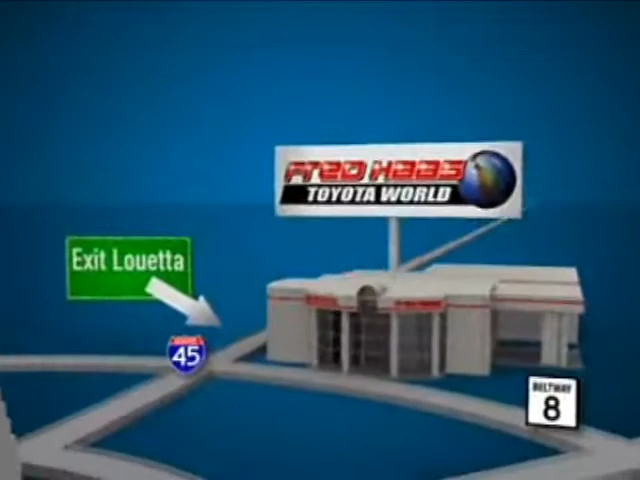 Fred Haas
TOYOTA WORLD
Exit Louetta
45
BELTWAY
8